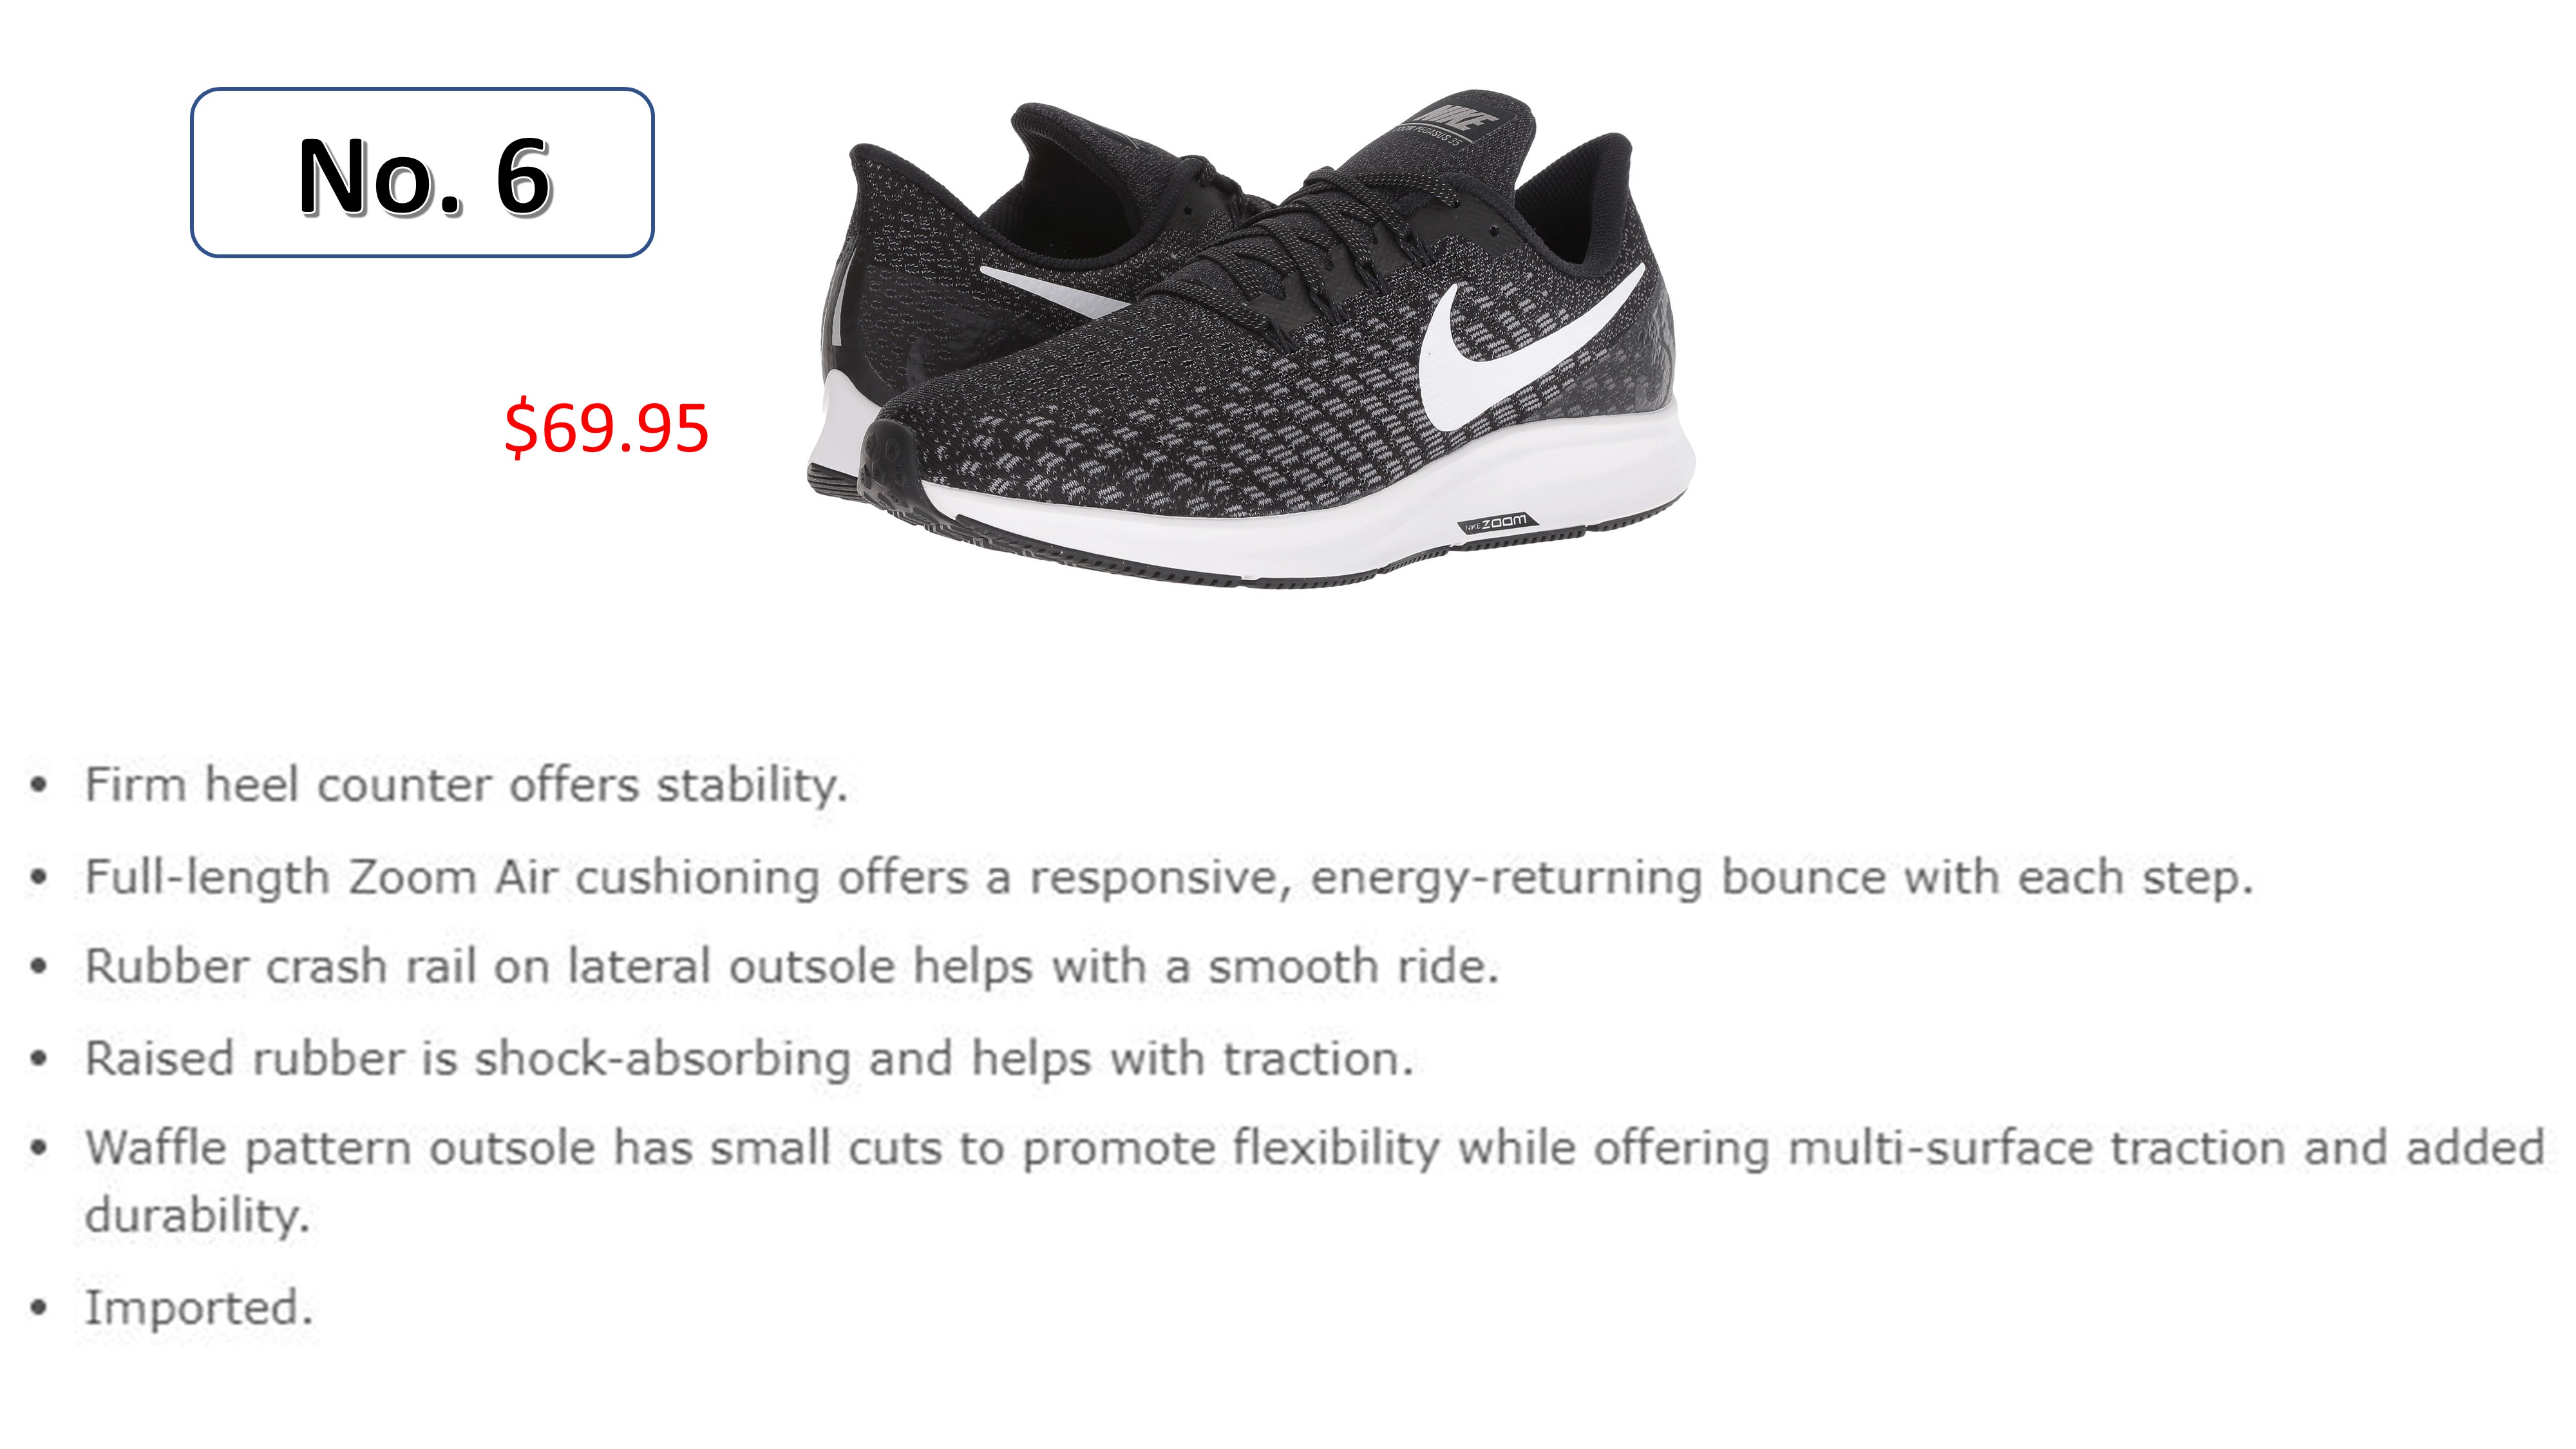 No. 6
NIKE
ZOOM PEGASUS 35
$69.95
NIKE ZOOM
• Firm heel counter offers stability.
• Full-length Zoom Air cushioning offers a responsive, energy-returning bounce with each step.
• Rubber crash rail on lateral outsole helps with a smooth ride.
• Raised rubber is shock-absorbing and helps with traction.
• Waffle pattern outsole has small cuts to promote flexibility while offering multi-surface traction and added
durability.
• Imported.